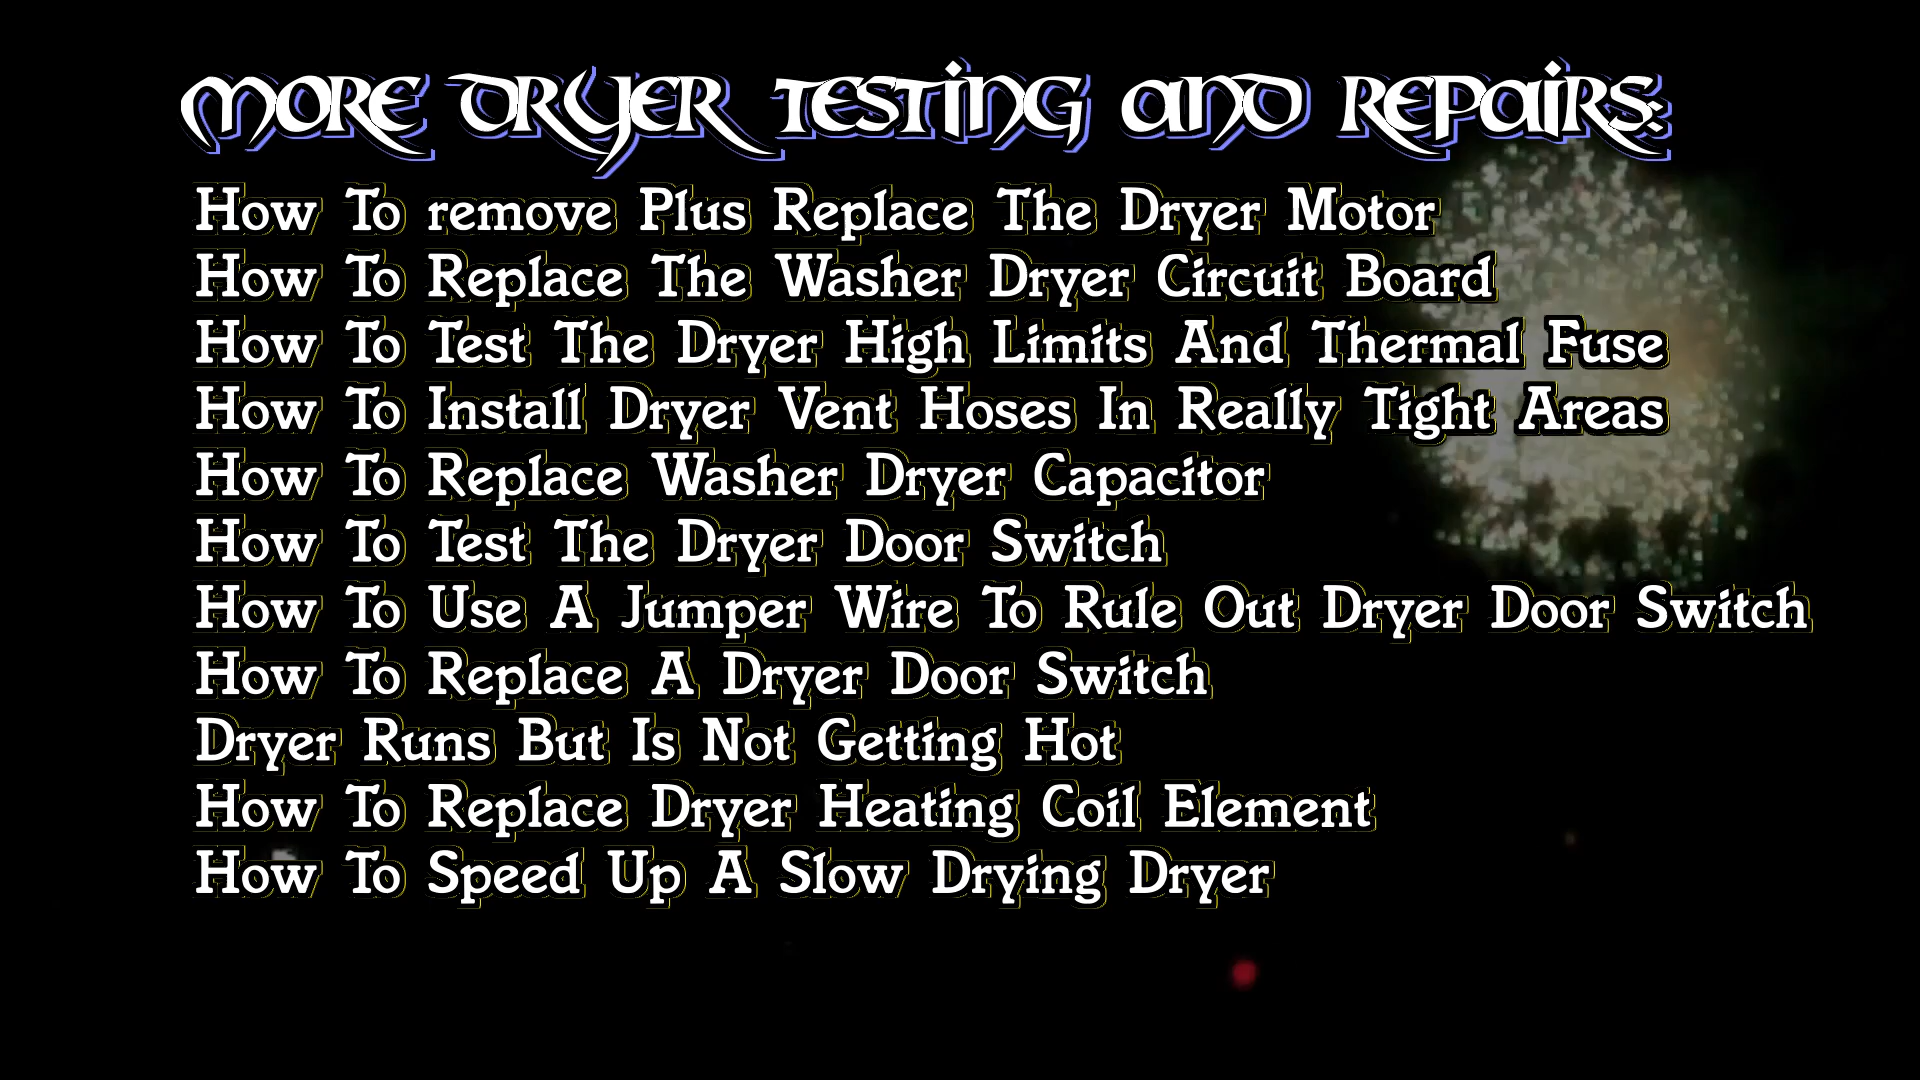 MORE DRYER TESTING AND REPAIRS:
How To remove Plus Replace The Dryer Motor
How To Replace The Washer Dryer Circuit Board
How To Test The Dryer High Limits And Thermal Fuse
How To Install Dryer Vent Hoses In Really Tight Areas
How To Replace Washer Dryer Capacitor
How To Test The Dryer Door Switch
How To Use A Jumper Wire To Rule Out Dryer Door Switch
How To Replace A Dryer Door Switch
Dryer Runs But Is Not Getting Hot
How To Replace Dryer Heating Coil Element
How To Speed Up A Slow Drying Dryer